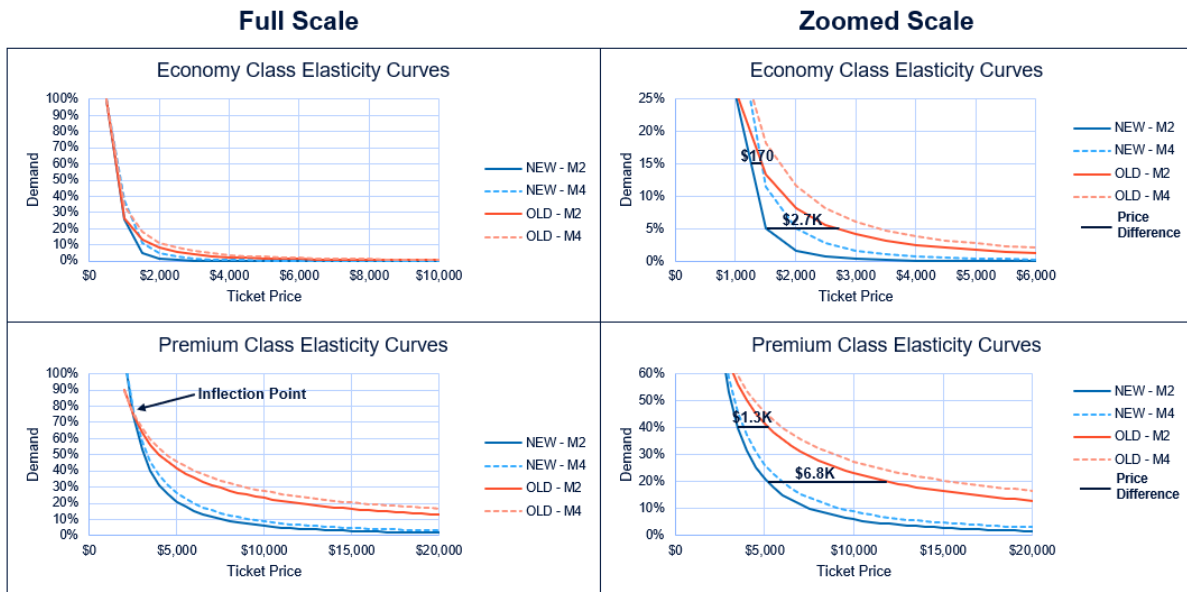 Full Scale
Zoomed Scale
Economy Class Elasticity Curves
100%
90%
80%
70%
60%
50%
40%
30%
20%
10%
0%
Demand
$0
$2,000
$4,000
$6,000
$8,000
$10,000
Ticket Price
NEW - M2
NEW - M4
OLD - M2
OLD - M4
Economy Class Elasticity Curves
25%
20%
15%
10%
5%
0%
Demand
$170
$2.7K
$0
$1,000
$2,000
$3,000
$4,000
$5,000
$6,000
Ticket Price
NEW - M2
NEW - M4
OLD - M2
OLD - M4
Price
Difference
Premium Class Elasticity Curves
100%
90%
80%
70%
60%
50%
40%
30%
20%
10%
0%
Demand
Inflection Point
$0
$5,000
$10,000
$15,000
$20,000
Ticket Price
NEW - M2
NEW - M4
OLD - M2
OLD - M4
Premium Class Elasticity Curves
60%
50%
40%
30%
20%
10%
0%
Demand
$1.3K
$6.8K
$0
$5,000
$10,000
$15,000
$20,000
Ticket Price
NEW - M2
NEW - M4
OLD - M2
OLD - M4
Price
Difference